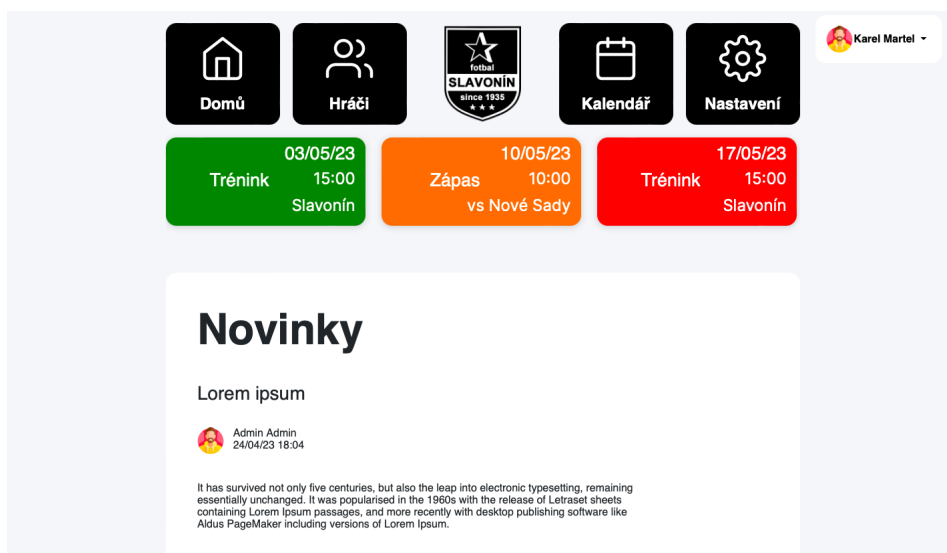 Domů
Hráči
fotbal
SLAVONÍN
since 1935
Kalendář
Nastavení
Karel Martel
03/05/23
Trénink 15:00
Slavonín
10/05/23
Zápas 10:00
vs Nové Sady
17/05/23
Trénink 15:00
Slavonín
Novinky
Lorem ipsum
Admin Admin
24/04/23 18:04
It has survived not only five centuries, but also the leap into electronic typesetting, remaining
essentially unchanged. It was popularised in the 1960s with the release of Letraset sheets
containing Lorem Ipsum passages, and more recently with desktop publishing software like
Aldus PageMaker including versions of Lorem Ipsum.